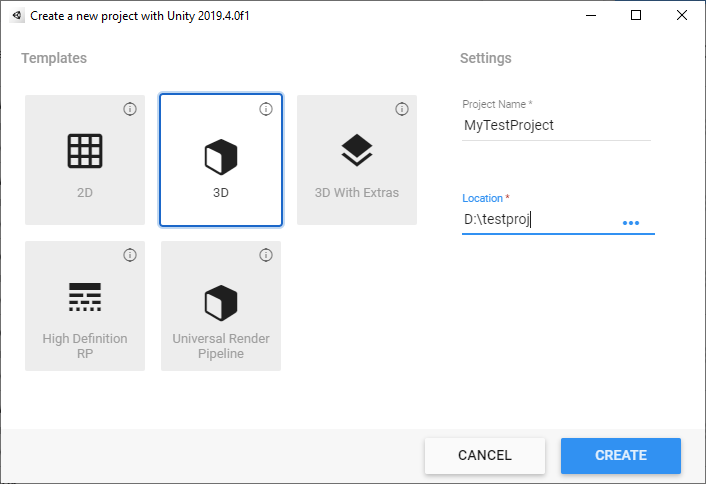 Create a new project with Unity 2019.4.0f1
Templates
Settings
2D
3D
3D With Extras
Project Name *
MyTestProject
Location *
D:\testproj
High Definition
RP
Universal Render
Pipeline
CANCEL
CREATE